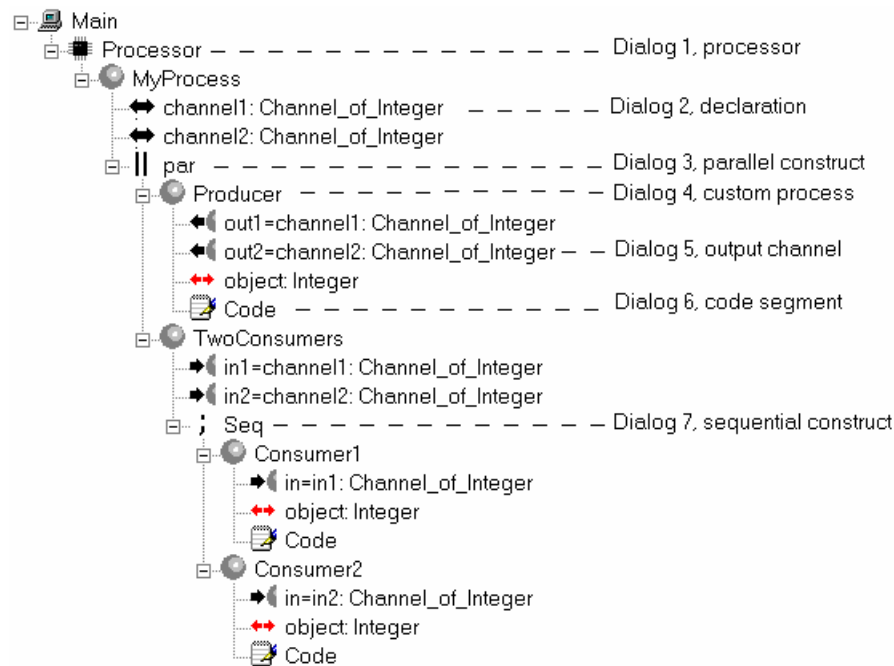 Main
Processor Dialog 1, processor
MyProcess
channel1: Channel_of_Integer Dialog 2, declaration
channel2: Channel_of_Integer
par Dialog 3, parallel construct
Producer Dialog 4, custom process
out1=channel1: Channel_of_Integer
out2=channel2: Channel_of_Integer Dialog 5, output channel
object: Integer
Code Dialog 6, code segment
TwoConsumers
in1=channel1: Channel_of_Integer
in2=channel2: Channel_of_Integer
; Seq Dialog 7, sequential construct
Consumer1
in=in1: Channel_of_Integer
object: Integer
Code
Consumer2
in=in2: Channel_of_Integer
object: Integer
Code